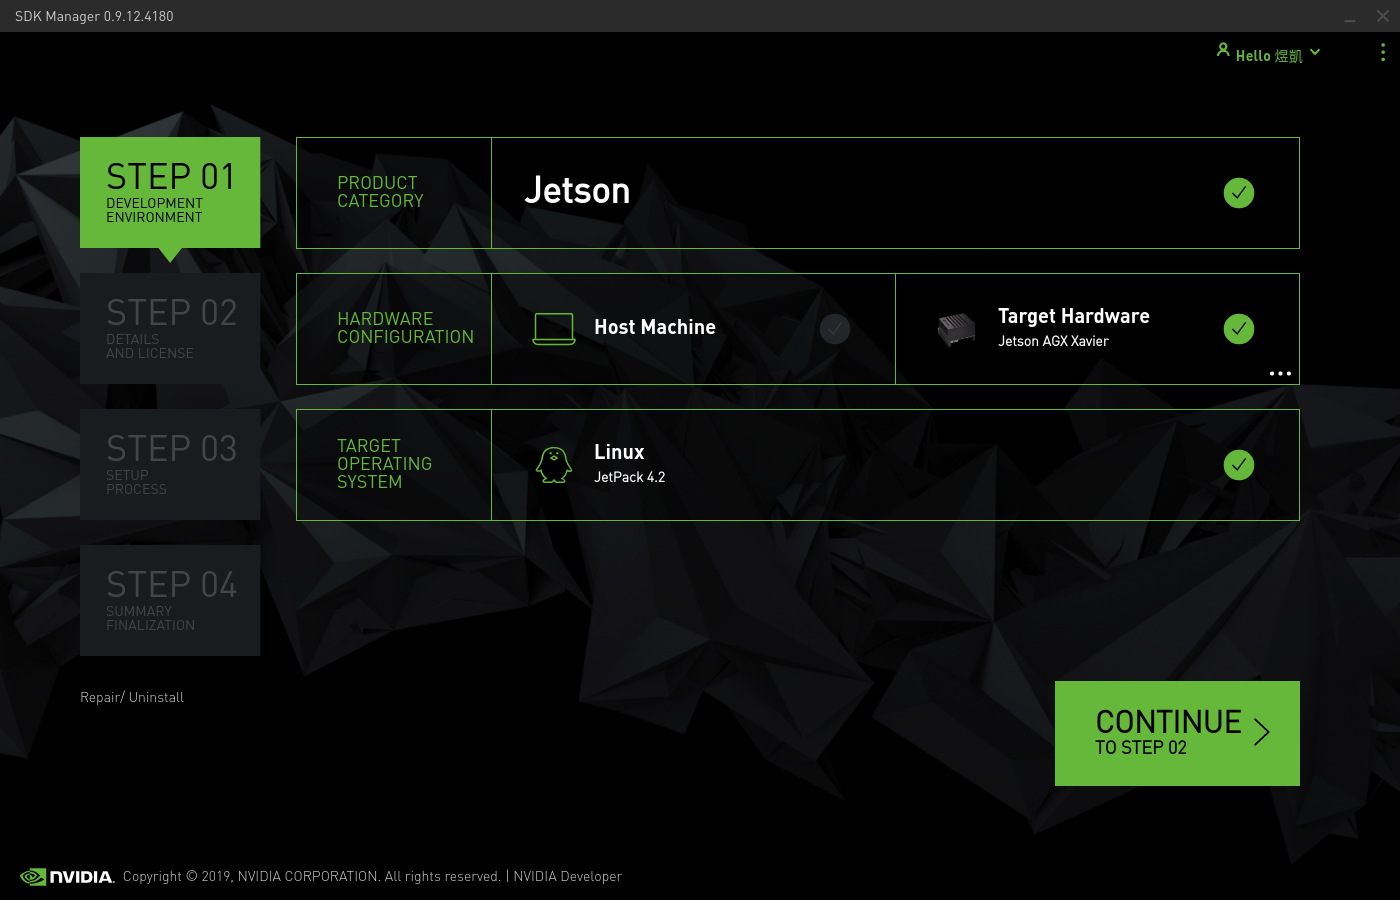 SDK Manager 0.9.12.4180
Hello 煜凱
STEP 01
DEVELOPMENT
ENVIRONMENT
PRODUCT
CATEGORY
Jetson
STEP 02
DETAILS
AND LICENSE
HARDWARE
CONFIGURATION
Host Machine
Target Hardware
Jetson AGX Xavier
STEP 03
SETUP
PROCESS
TARGET
OPERATING
SYSTEM
Linux
JetPack 4.2
STEP 04
SUMMARY
FINALIZATION
Repair/ Uninstall
CONTINUE
TO STEP 02
NVIDIA. Copyright © 2019, NVIDIA CORPORATION. All rights reserved. | NVIDIA Developer